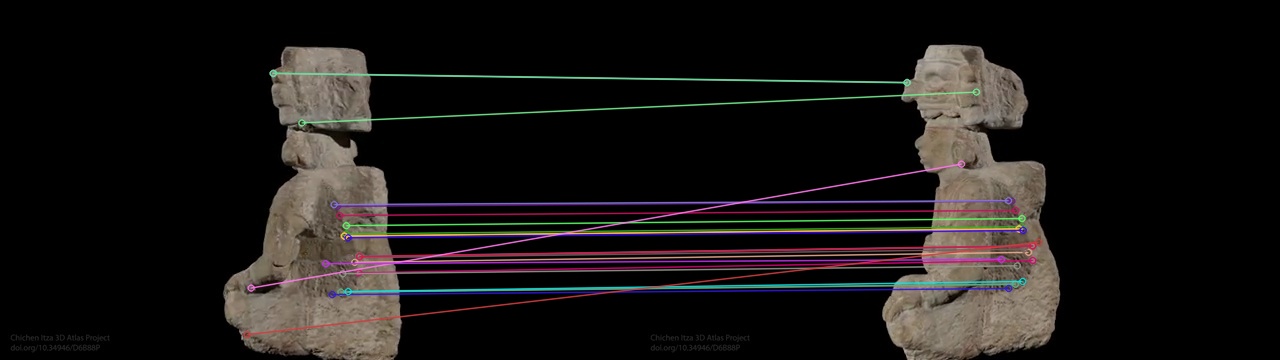 Chichen Itza 3D Atlas Project
doi.org/10.34946/D6B88P
Chichen Itza 3D Atlas Project
doi.org/10.34946/D6B88P